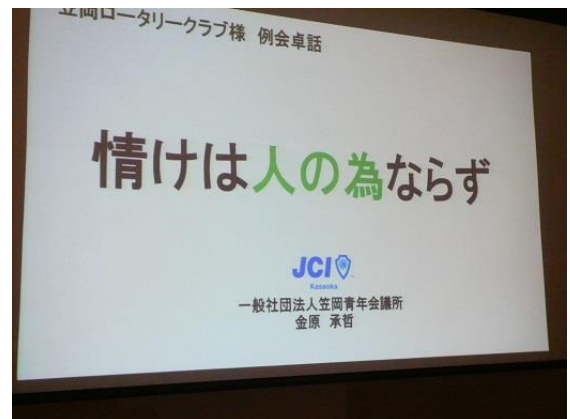 笠岡ロータリークラブ様 例会卓話
情けは人の為ならず
JCI
Kasaoka
一般社団法人笠岡青年会議所
金原 承哲